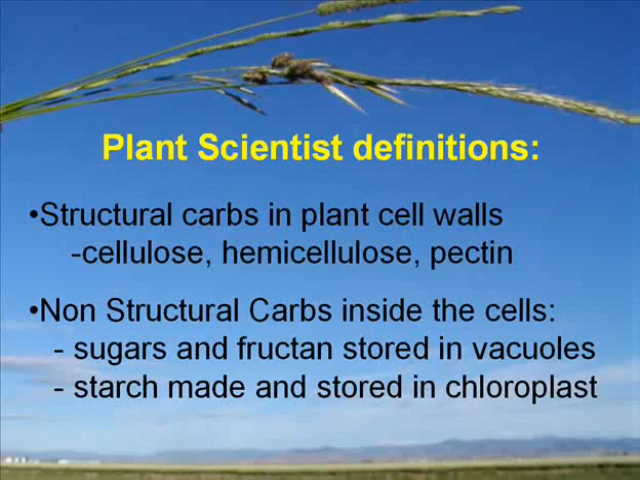 Plant Scientist definitions:
•Structural carbs in plant cell walls
-cellulose, hemicellulose, pectin
•Non Structural Carbs inside the cells:
- sugars and fructan stored in vacuoles
- starch made and stored in chloroplast